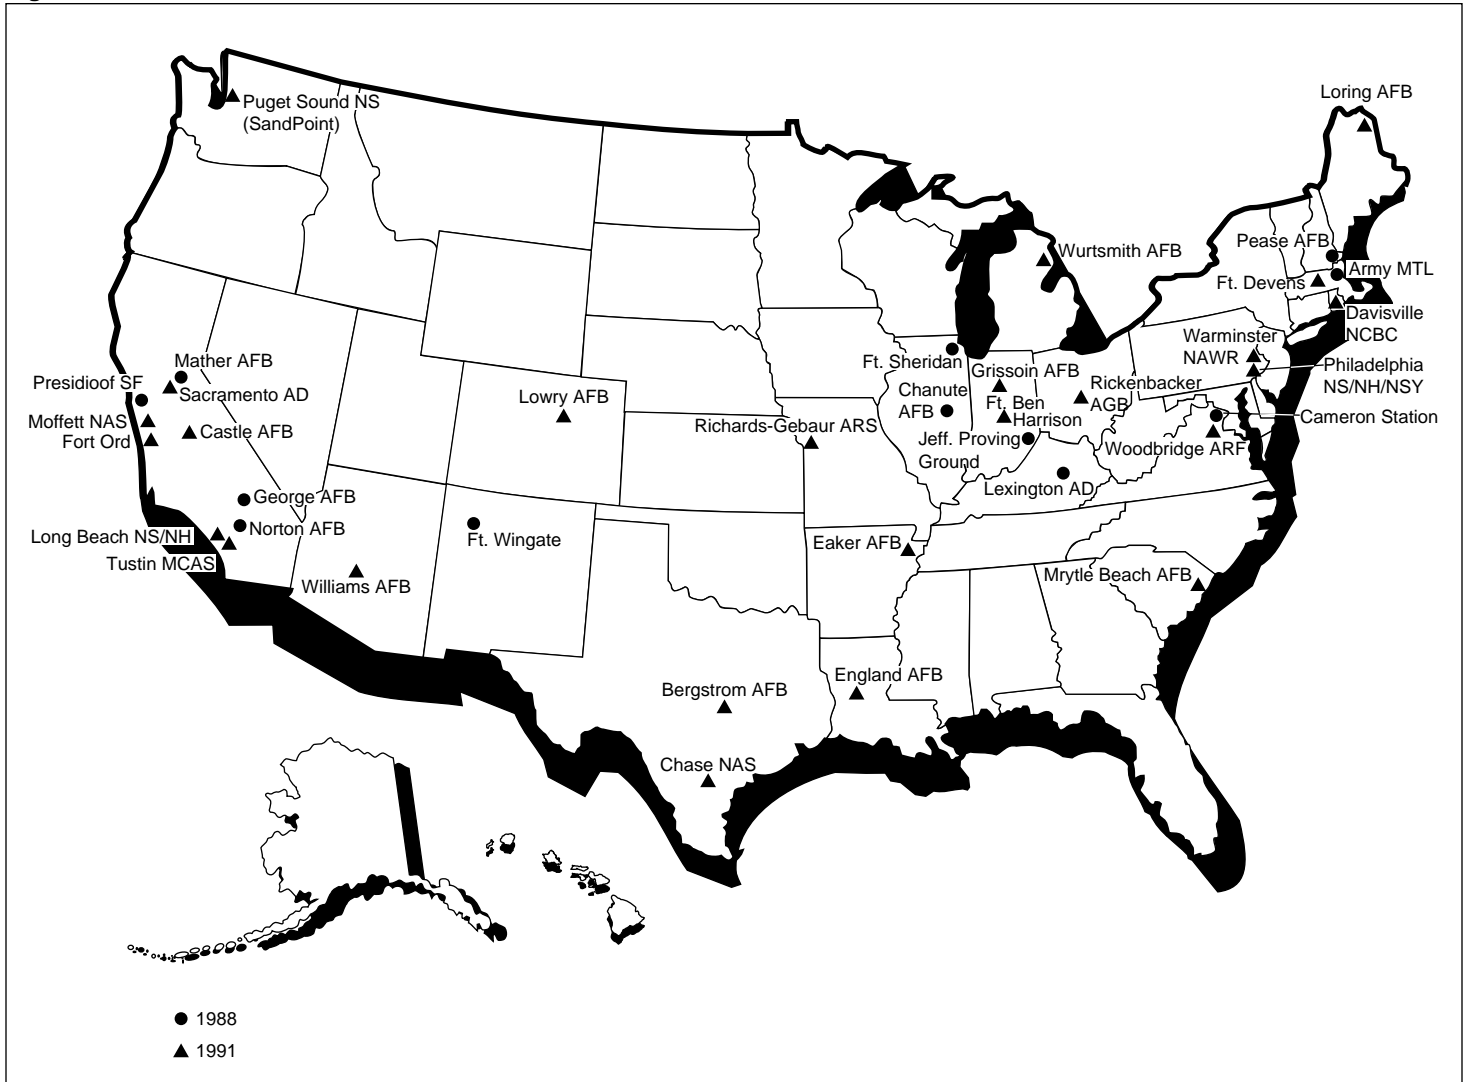 Puget Sound NS
(SandPoint)
Loring AFB
Wurtsmith AFB
Pease AFB
Army MTL
Ft. Devens
Davisville
NCBC
Warminster
NAWR
Philadelphia
NS/NH/NSY
Ft. Sheridan
Grissoin AFB
Mather AFB
Presidioof SF
Sacramento AD
Chanute
AFB
Rickenbacker
AGB
Lowry AFB
Ft. Ben
Harrison
Moffett NAS
Castle AFB
Fort Ord
Richards-Gebaur ARS
Cameron Station
Jeff. Proving
Ground
Woodbridge ARF
Lexington AD
George AFB
Norton AFB
Long Beach NS/NH
Tustin MCAS
Ft. Wingate
Eaker AFB
Williams AFB
Mrytle Beach AFB
England AFB
Bergstrom AFB
Chase NAS
1988
1991